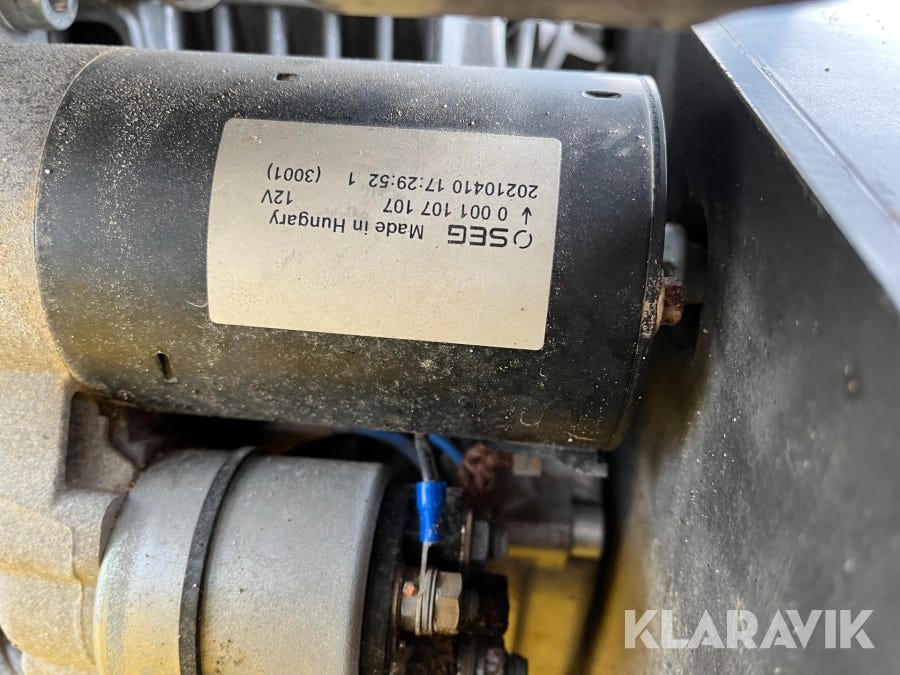 SEG Made in Hungary
↓ 0 001 107 107 12V
20210410 17:29:52 1 (3001)
KLARAVIK